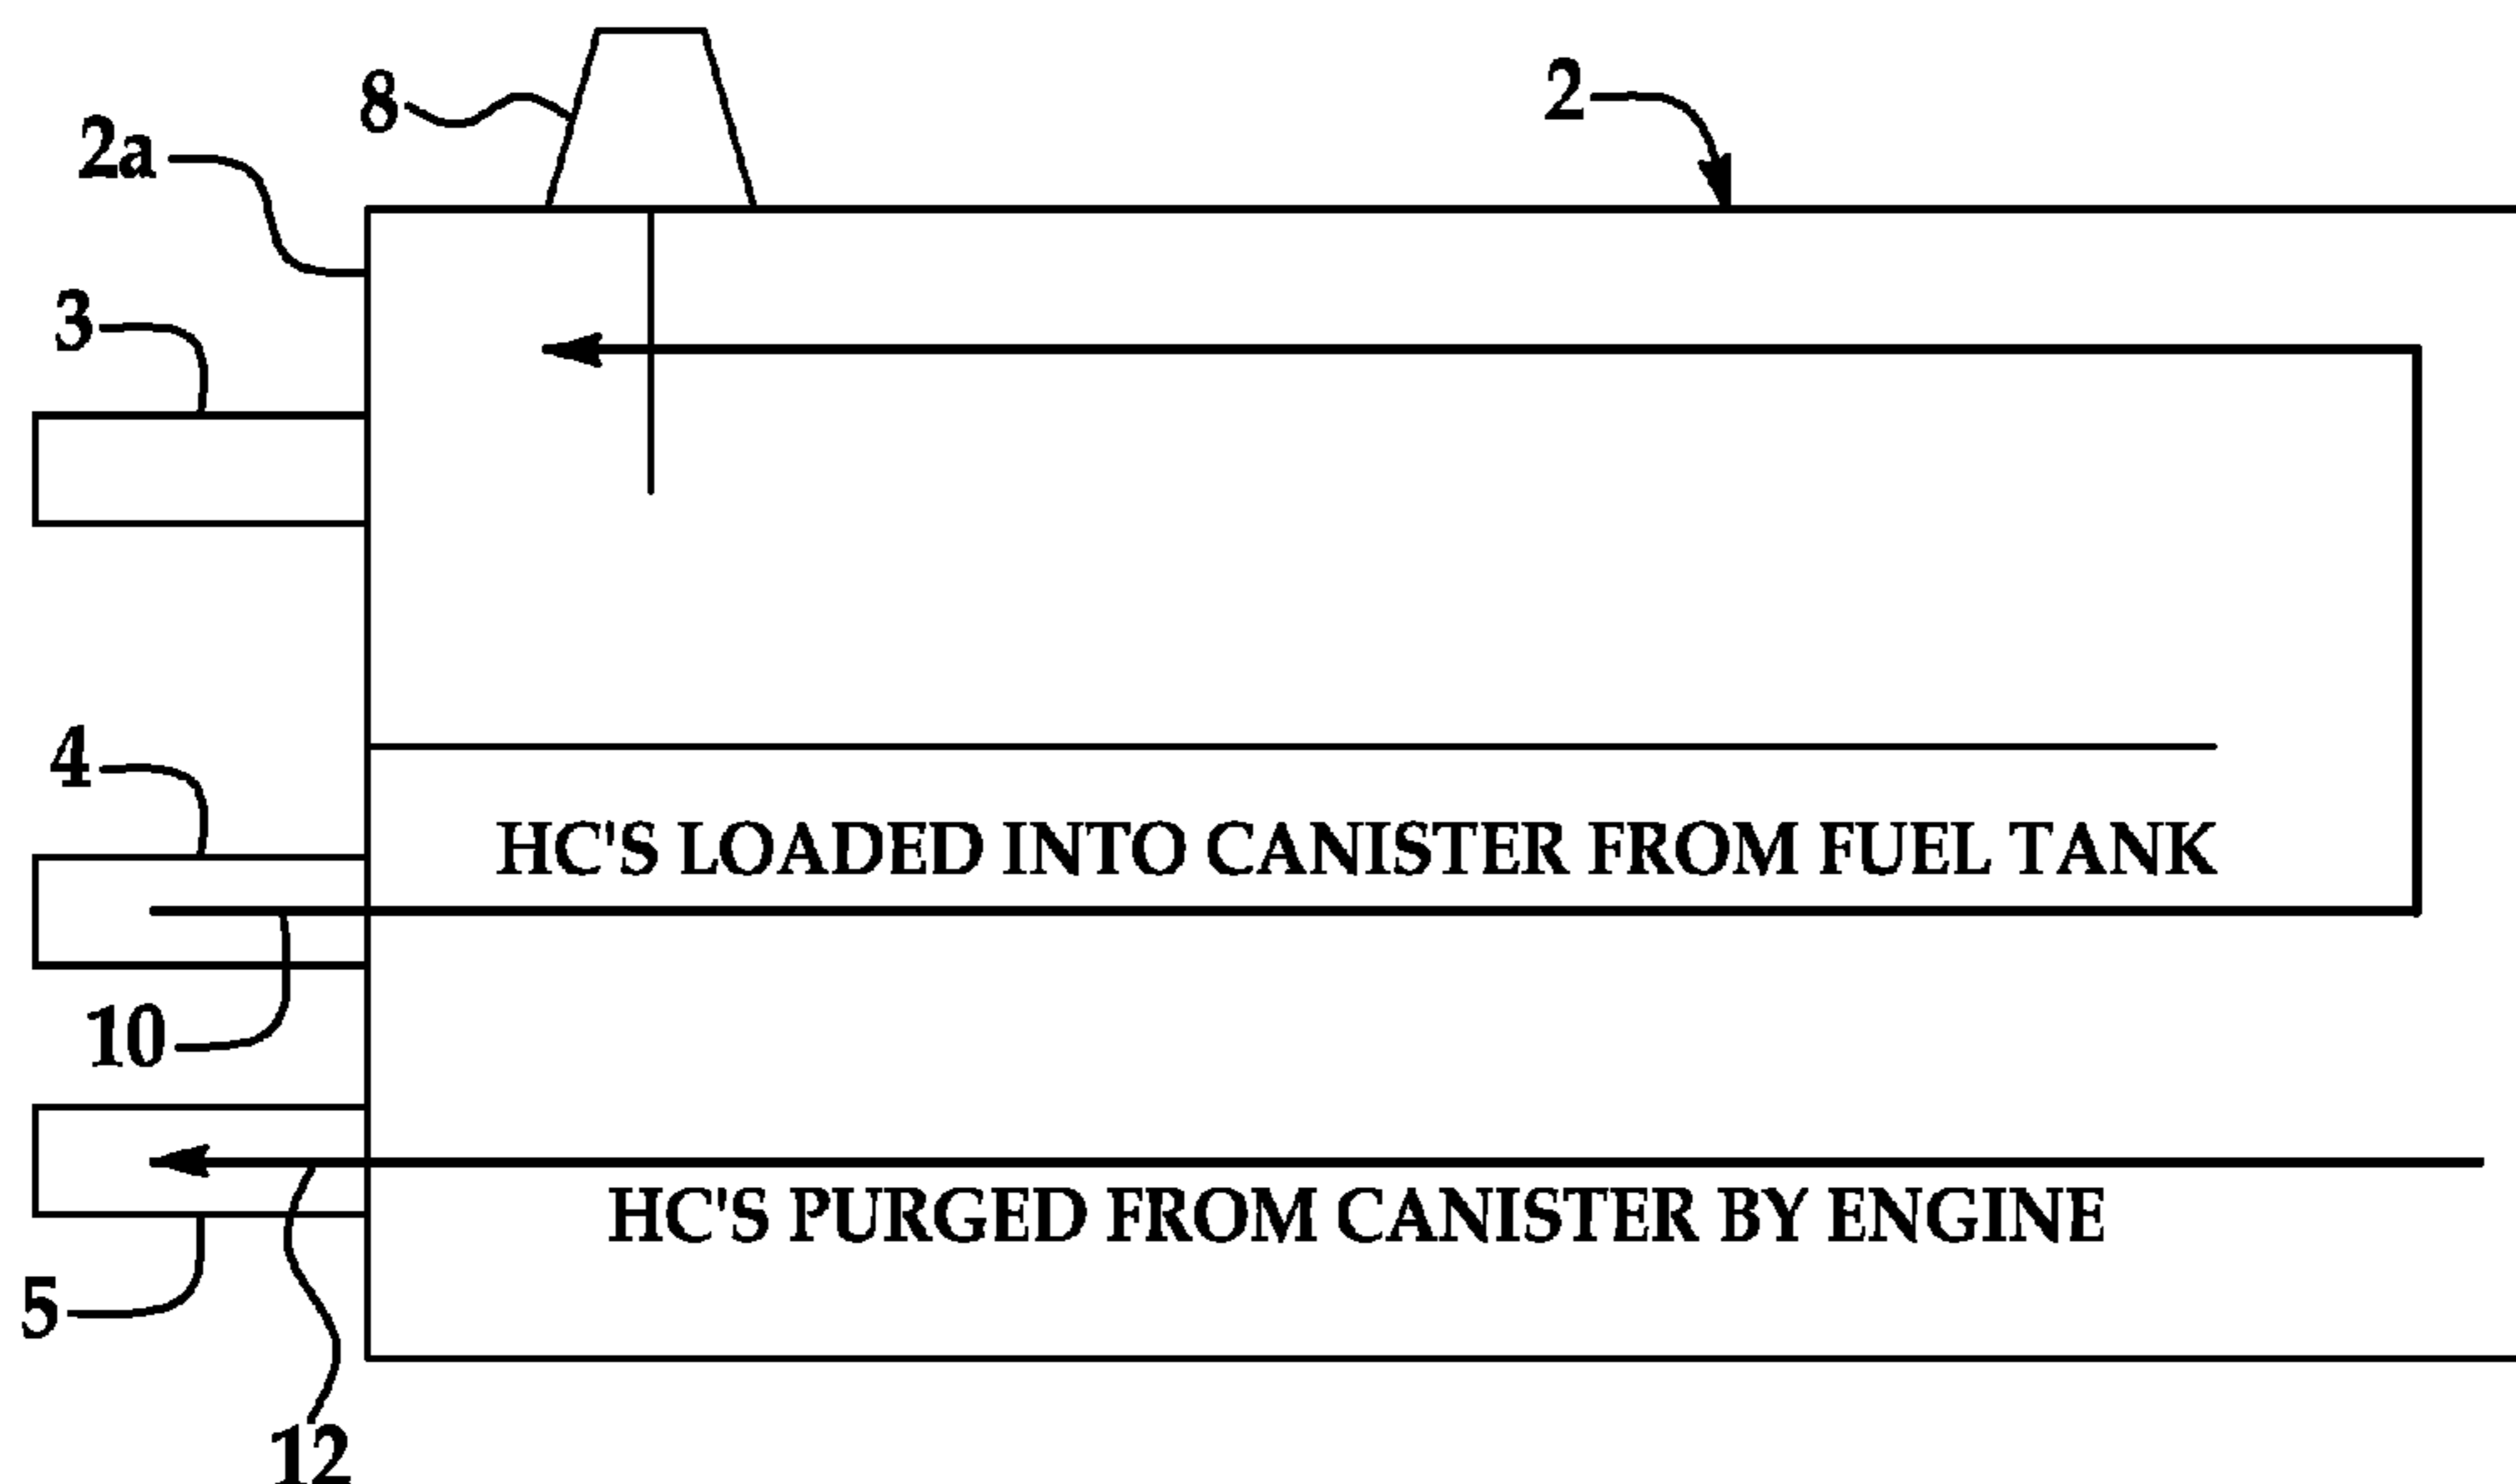 8
2
2a
3
4
HC'S LOADED INTO CANISTER FROM FUEL TANK
10
HC'S PURGED FROM CANISTER BY ENGINE
5
12